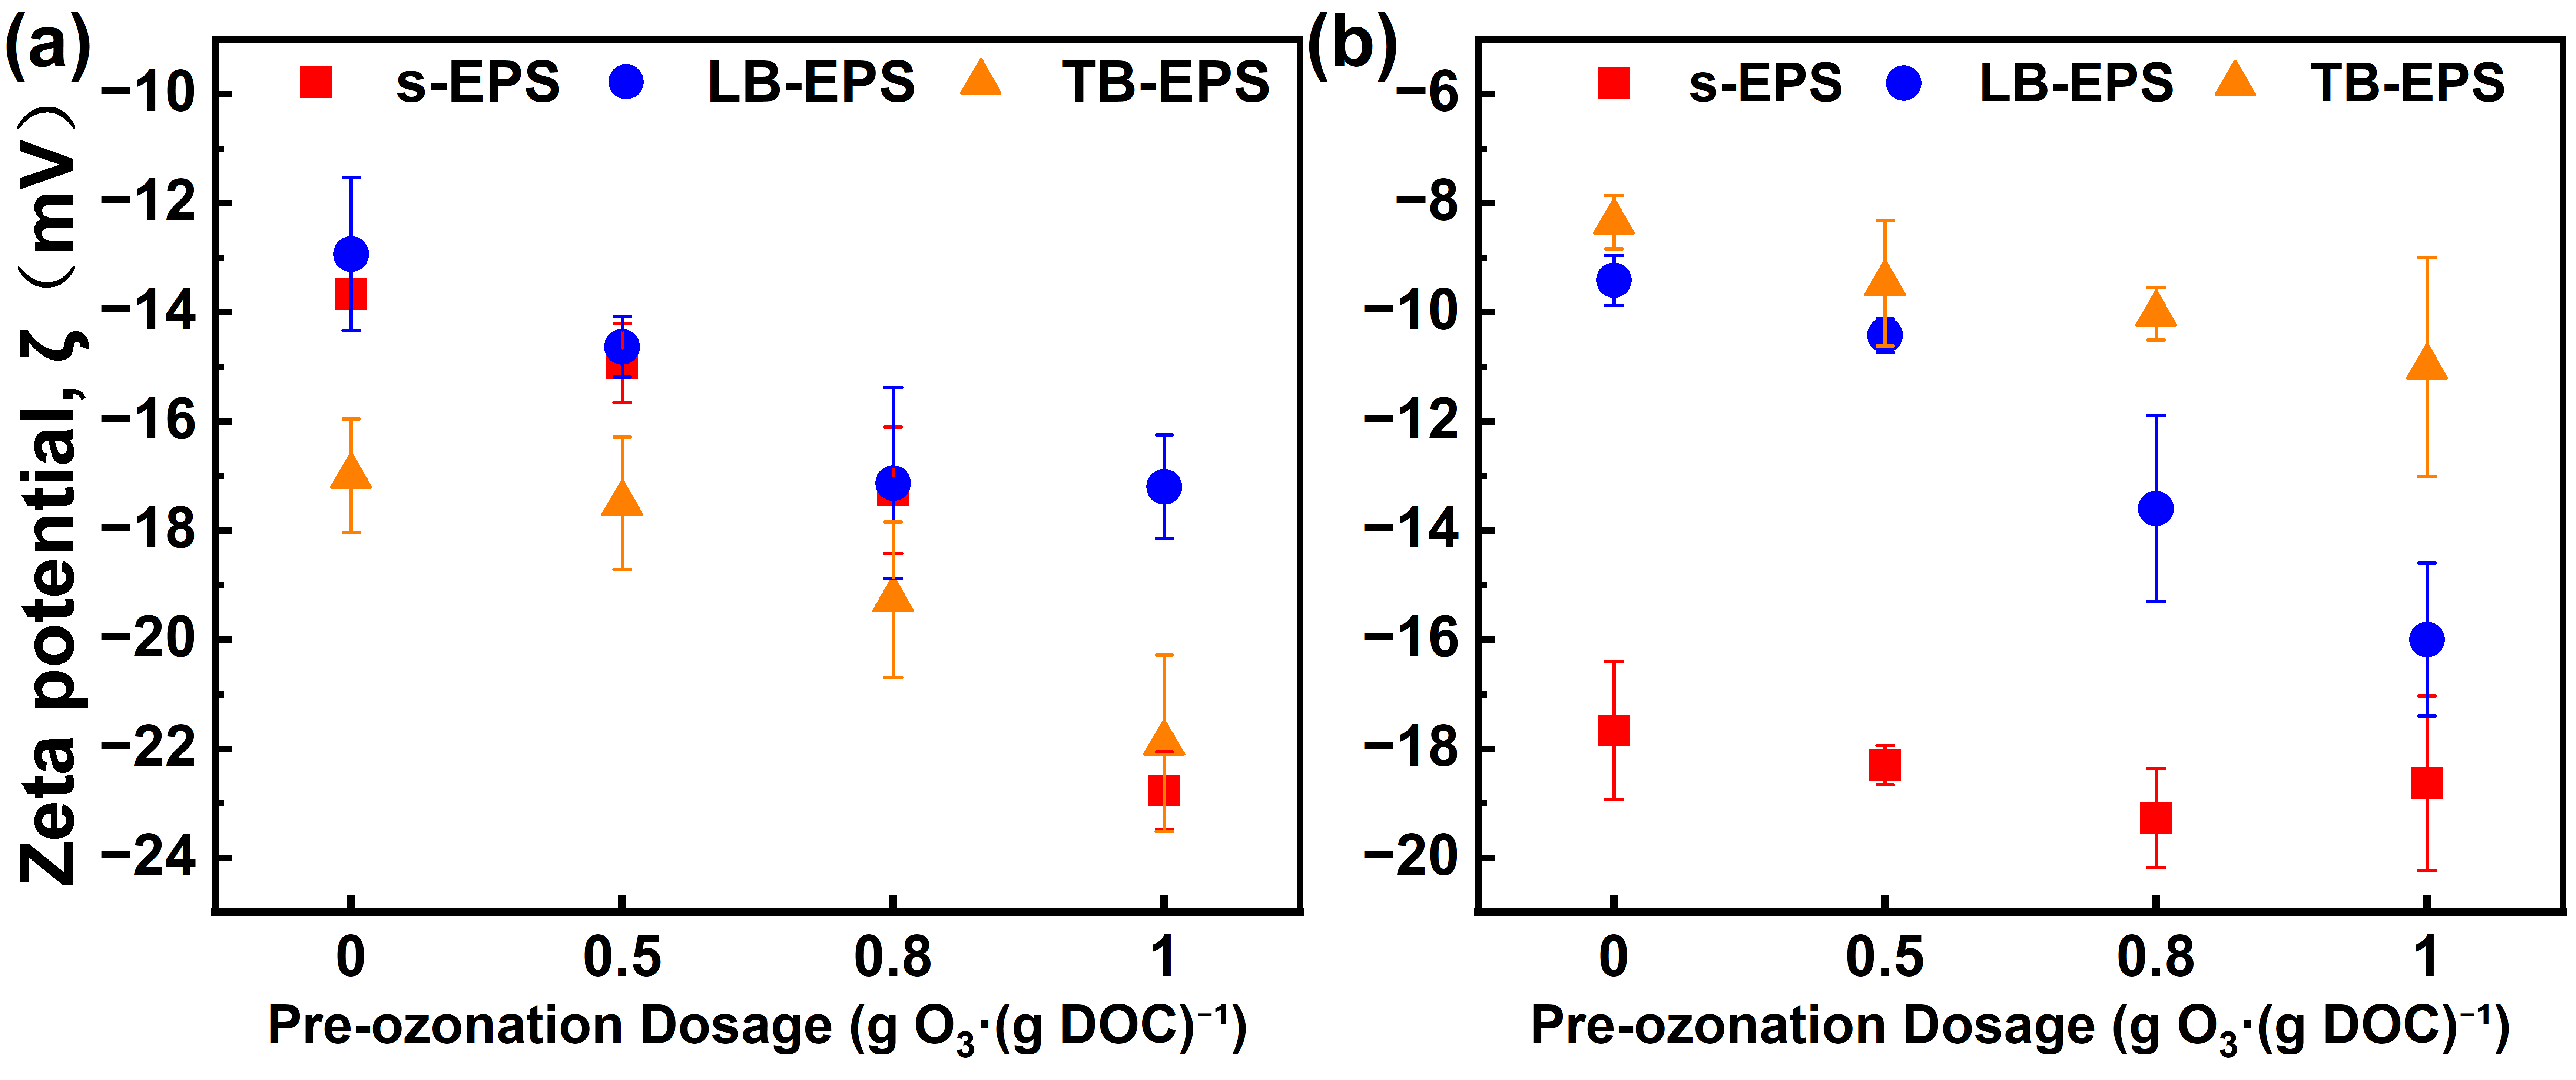 (a)
s-EPS LB-EPS TB-EPS
Zeta potential, ζ（mV）
−10
−12
−14
−16
−18
−20
−22
−24
0 0.5 0.8 1
Pre-ozonation Dosage (g O₃·(g DOC)⁻¹)
(b)
s-EPS LB-EPS TB-EPS
−6
−8
−10
−12
−14
−16
−18
−20
0 0.5 0.8 1
Pre-ozonation Dosage (g O₃·(g DOC)⁻¹)